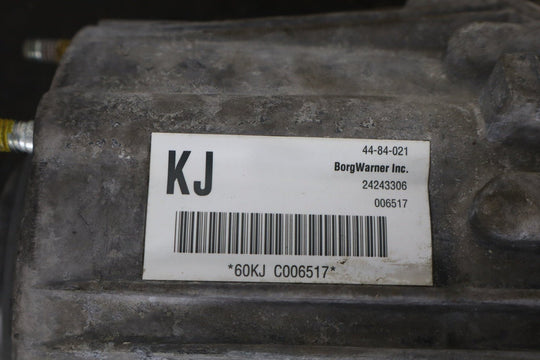 KJ
44-84-021
BorgWarner Inc.
24243306
006517
*60KJ C006517*